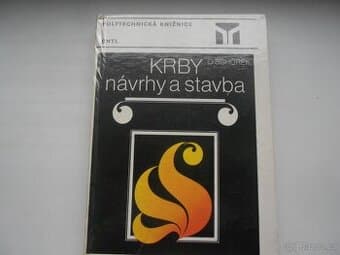 POLYTECHNICKÁ KNIŽNICE
SNTL
KRBY
návrhy a stavba